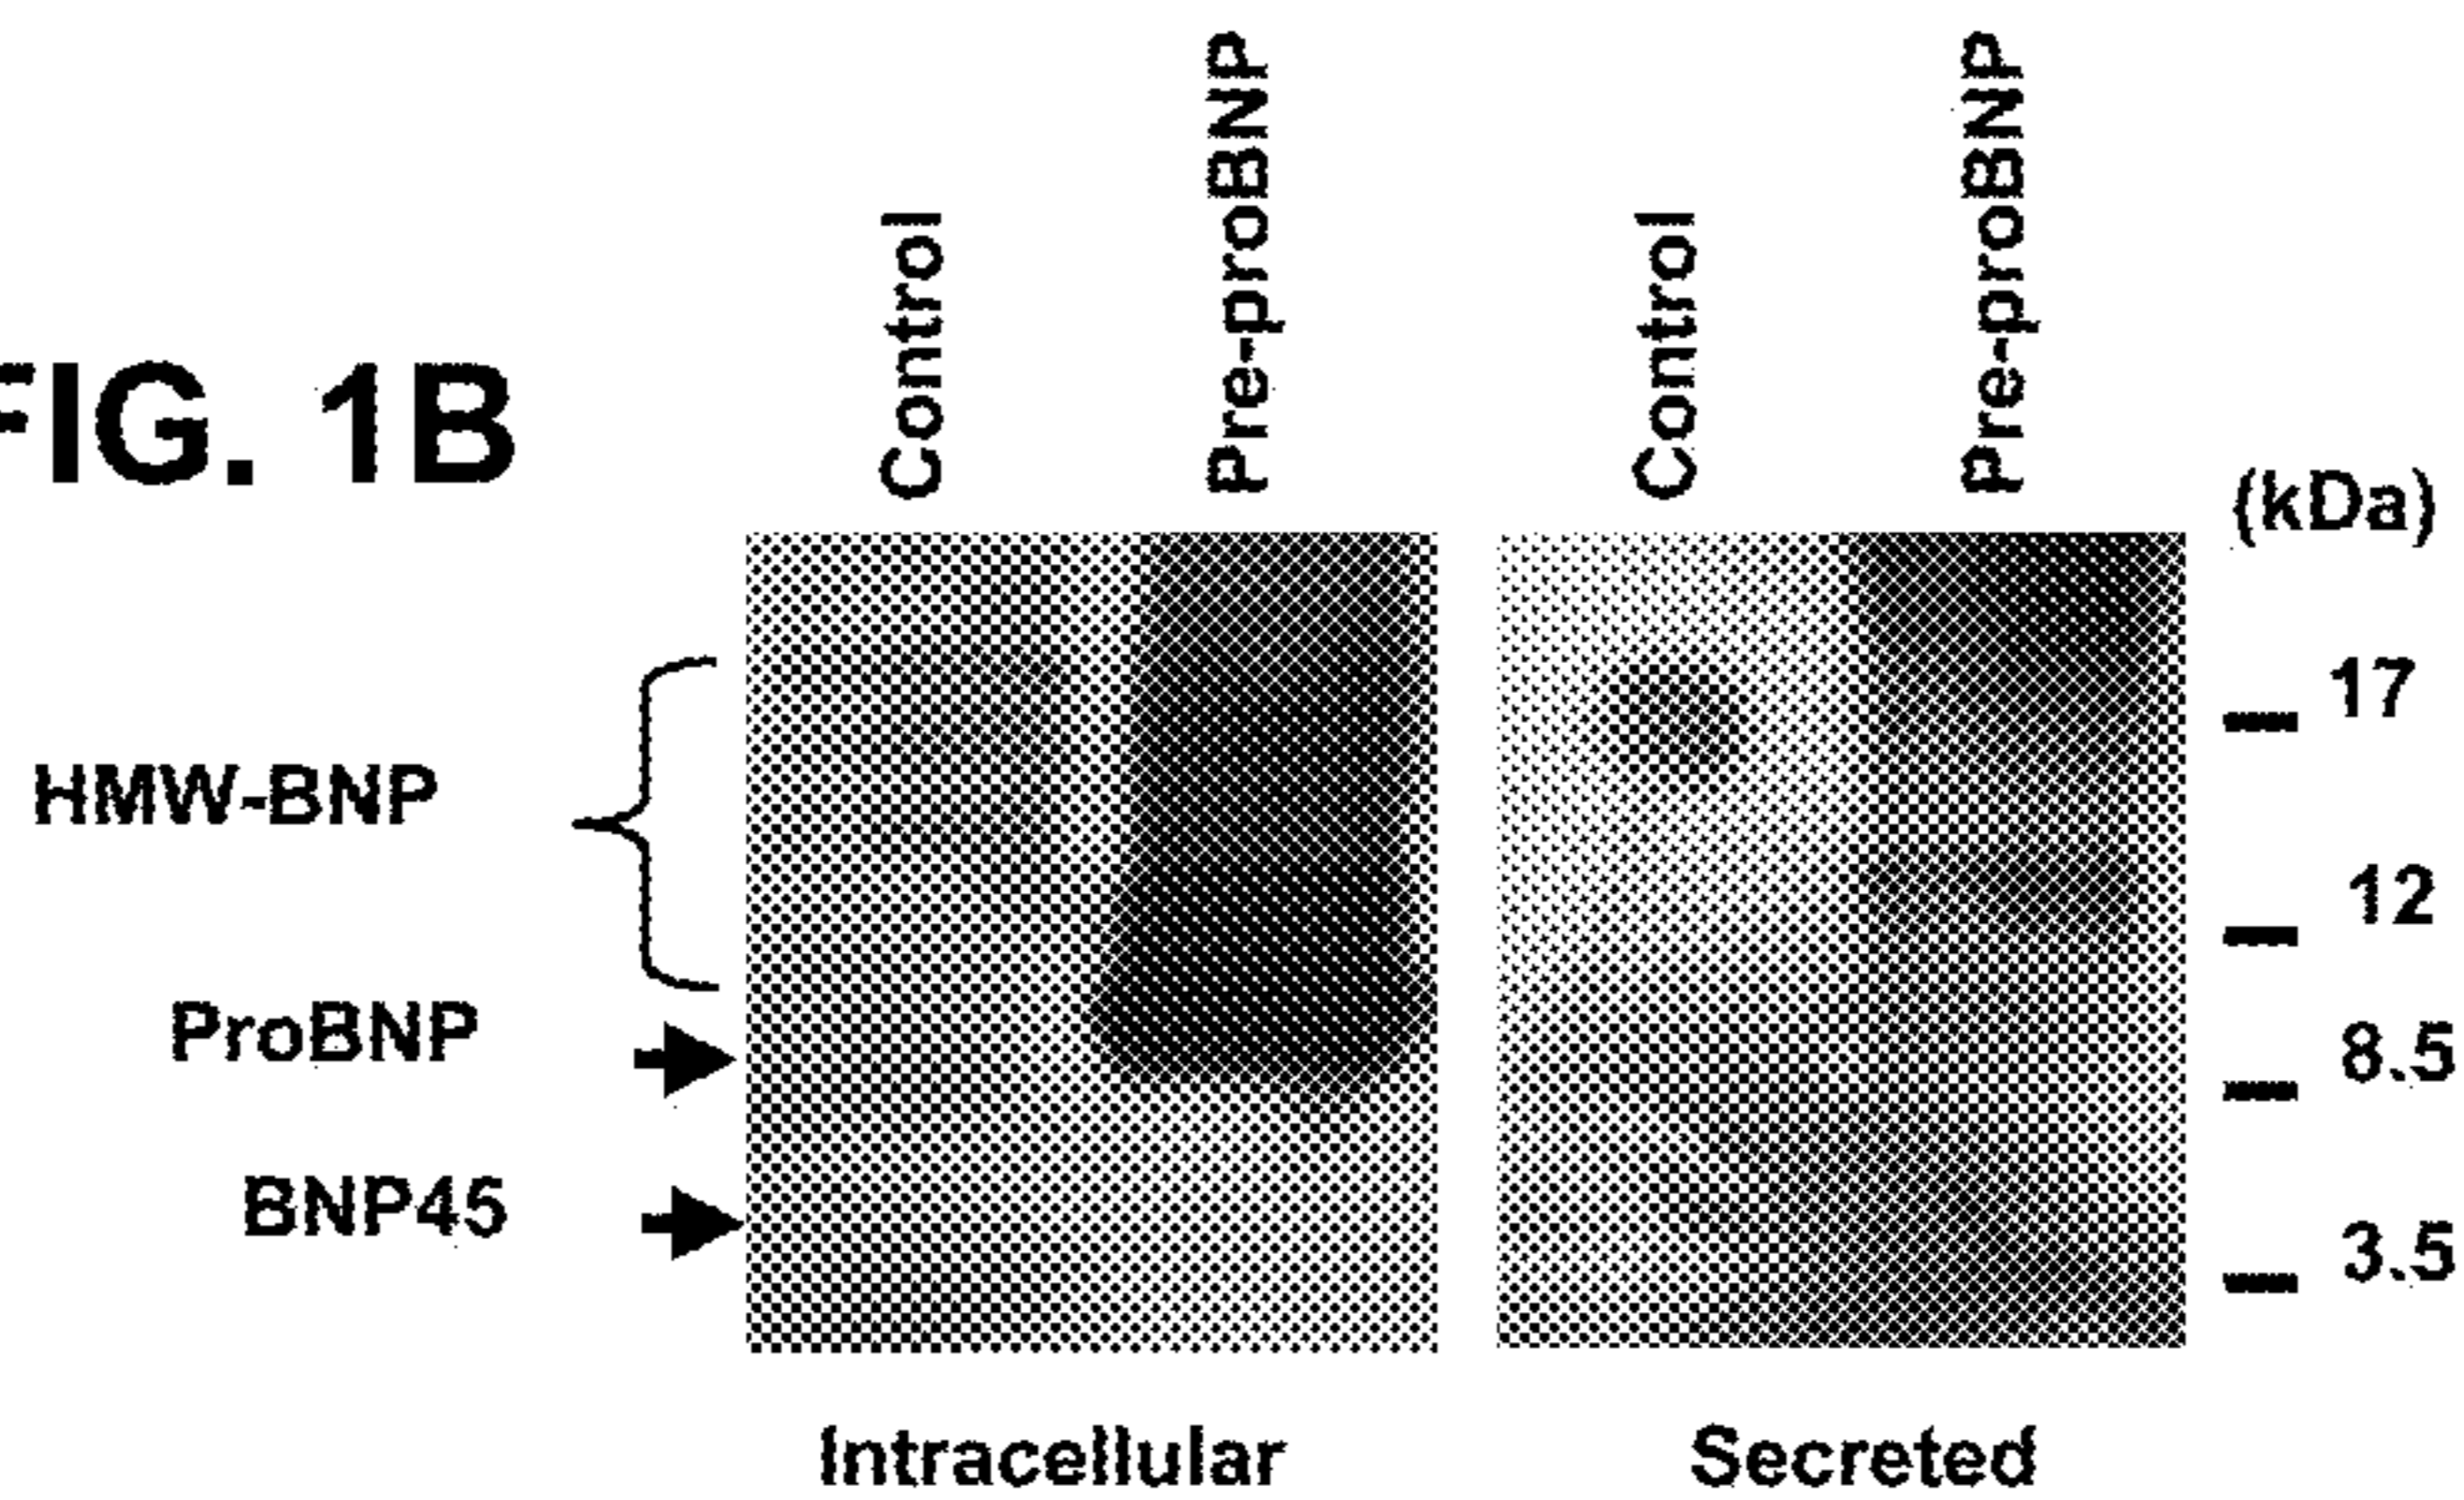 FIG. 1B
Control
Pre-proBNP
Control
Pre-proBNP
(kDa)
17
HMW-BNP
12
ProBNP
8.5
BNP45
3.5
Intracellular
Secreted